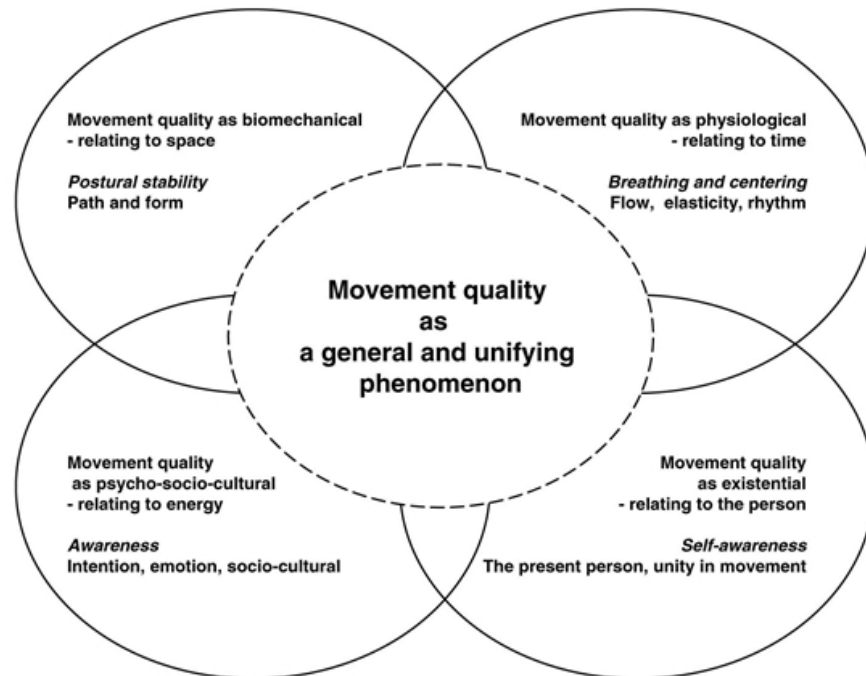 Movement quality as biomechanical
- relating to space
Postural stability
Path and form
Movement quality as physiological
- relating to time
Breathing and centering
Flow, elasticity, rhythm
Movement quality
as
a general and unifying
phenomenon
Movement quality
as psycho-socio-cultural
- relating to energy
Awareness
Intention, emotion, socio-cultural
Movement quality
as existential
- relating to the person
Self-awareness
The present person, unity in movement